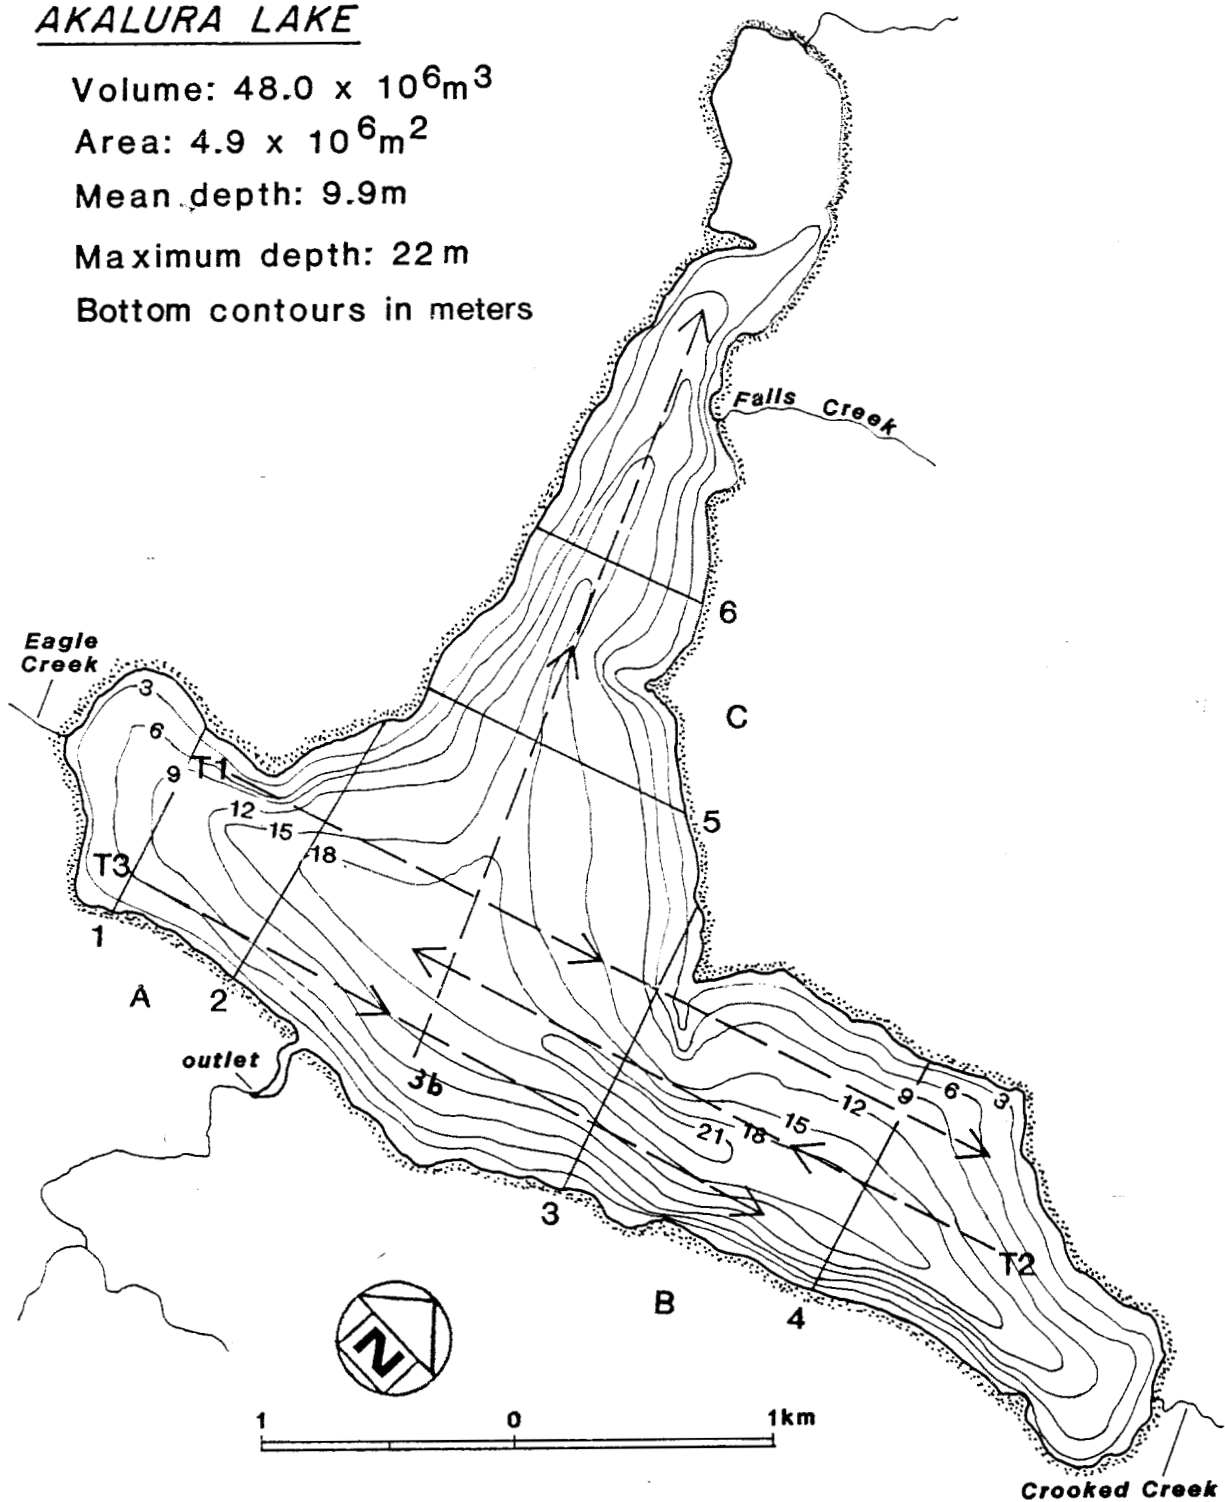 AKALURA LAKE
Volume: 48.0 x 10⁶m³
Area: 4.9 x 10⁶m²
Mean depth: 9.9m
Maximum depth: 22 m
Bottom contours in meters
Falls Creek
6
Eagle
Creek
3
6
C
9
T1
12
15
5
18
T3
1
A
2
outlet
3b
9
6
3
12
15
18
21
3
T2
B
4
N
1
0
1km
Crooked Creek